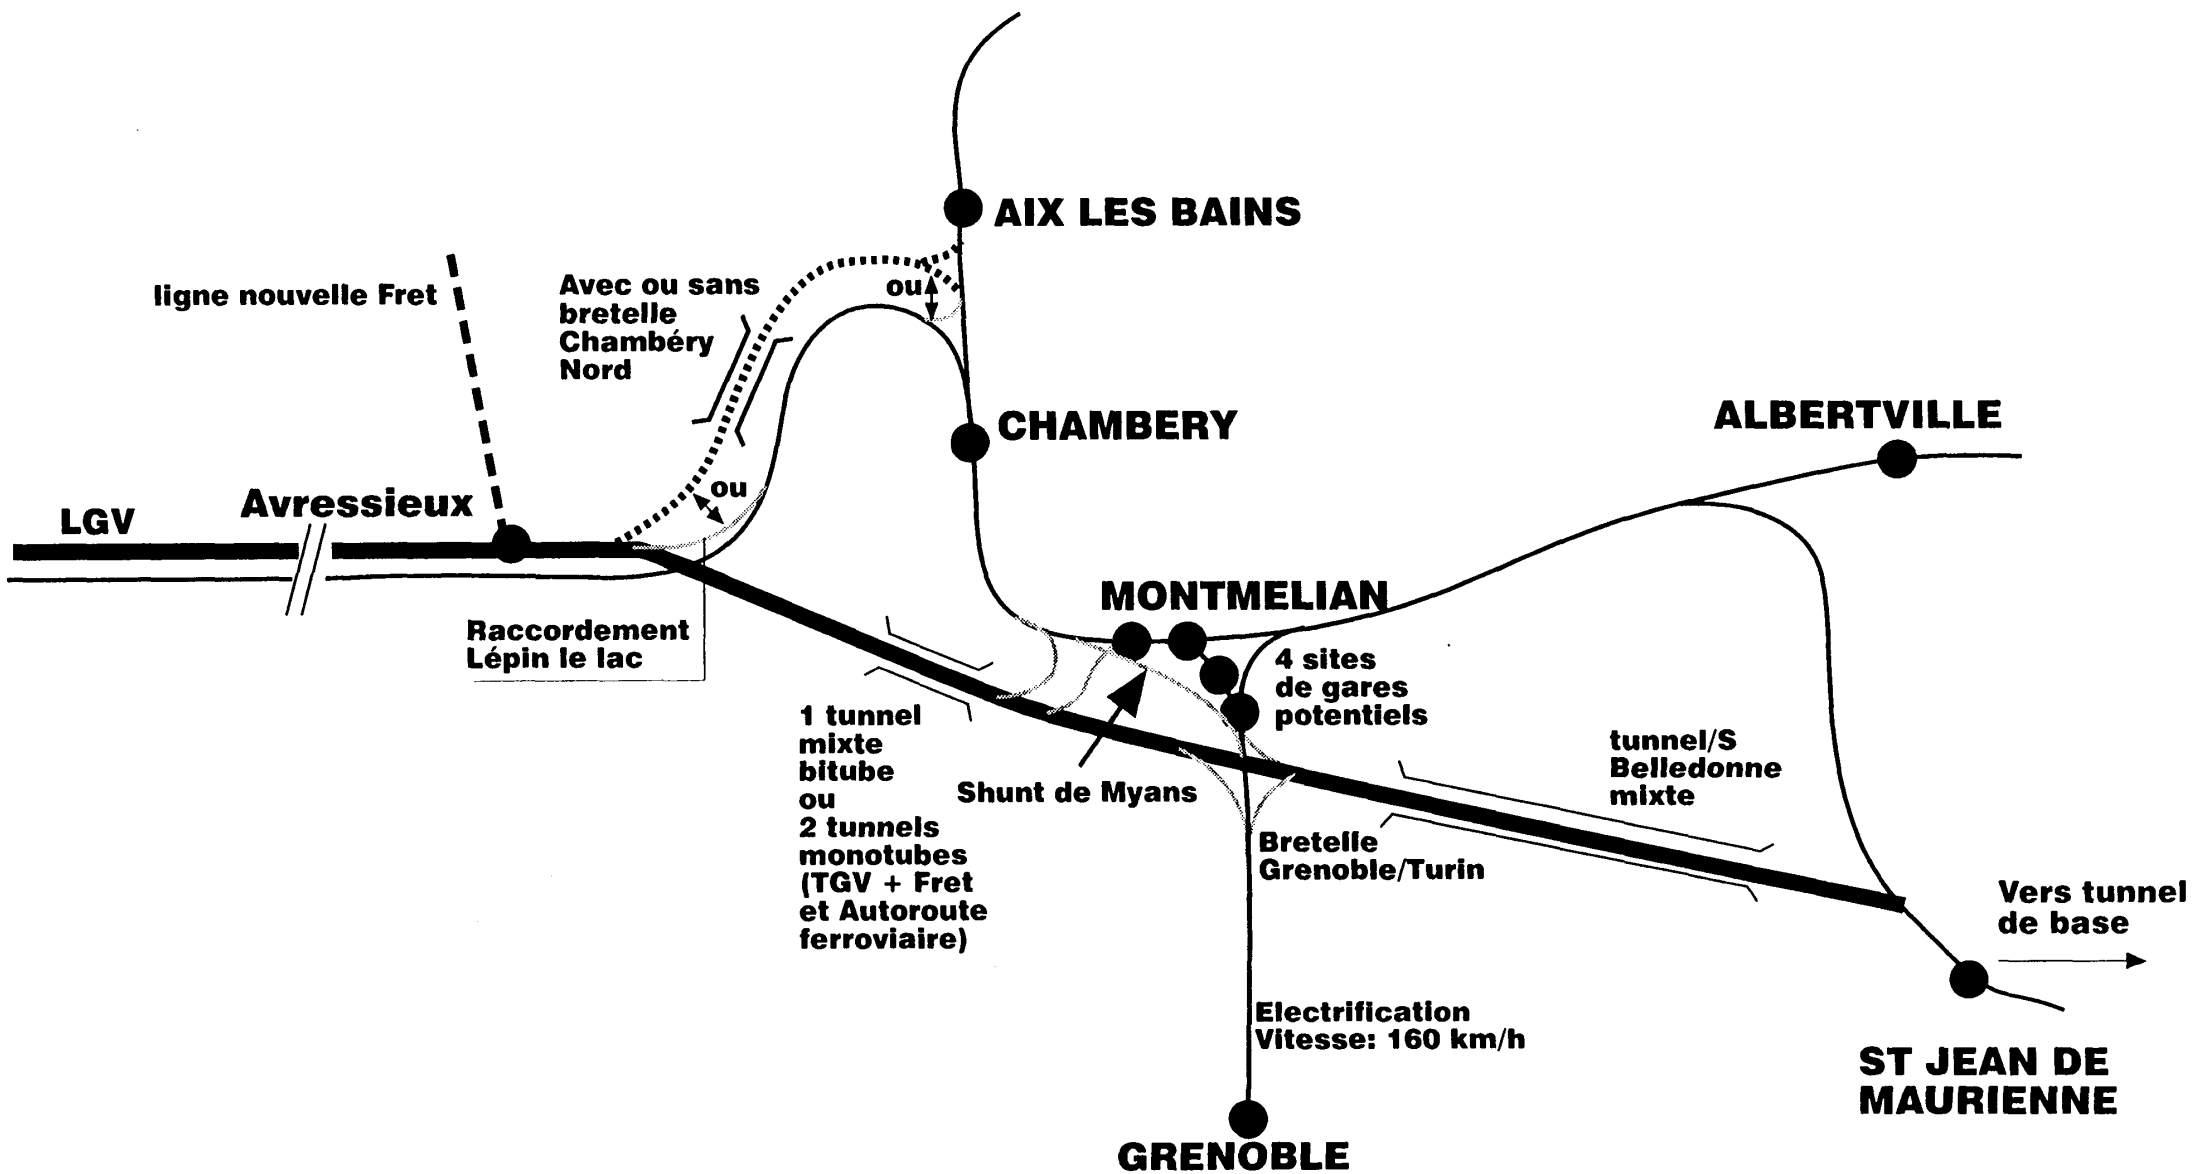 AIX LES BAINS
ligne nouvelle Fret
Avec ou sans
bretelle
Chambéry
Nord
ou
CHAMBERY
ALBERTVILLE
ou
LGV
Avressieux
MONTMELIAN
Raccordement
Lépin le lac
4 sites
de gares
potentiels
1 tunnel
mixte
bitube
ou
2 tunnels
monotubes
(TGV + Fret
et Autoroute
ferroviaire)
Shunt de Myans
tunnel/S
Belledonne
mixte
Bretelle
Grenoble/Turin
Vers tunnel
de base
Electrification
Vitesse: 160 km/h
ST JEAN DE
MAURIENNE
GRENOBLE